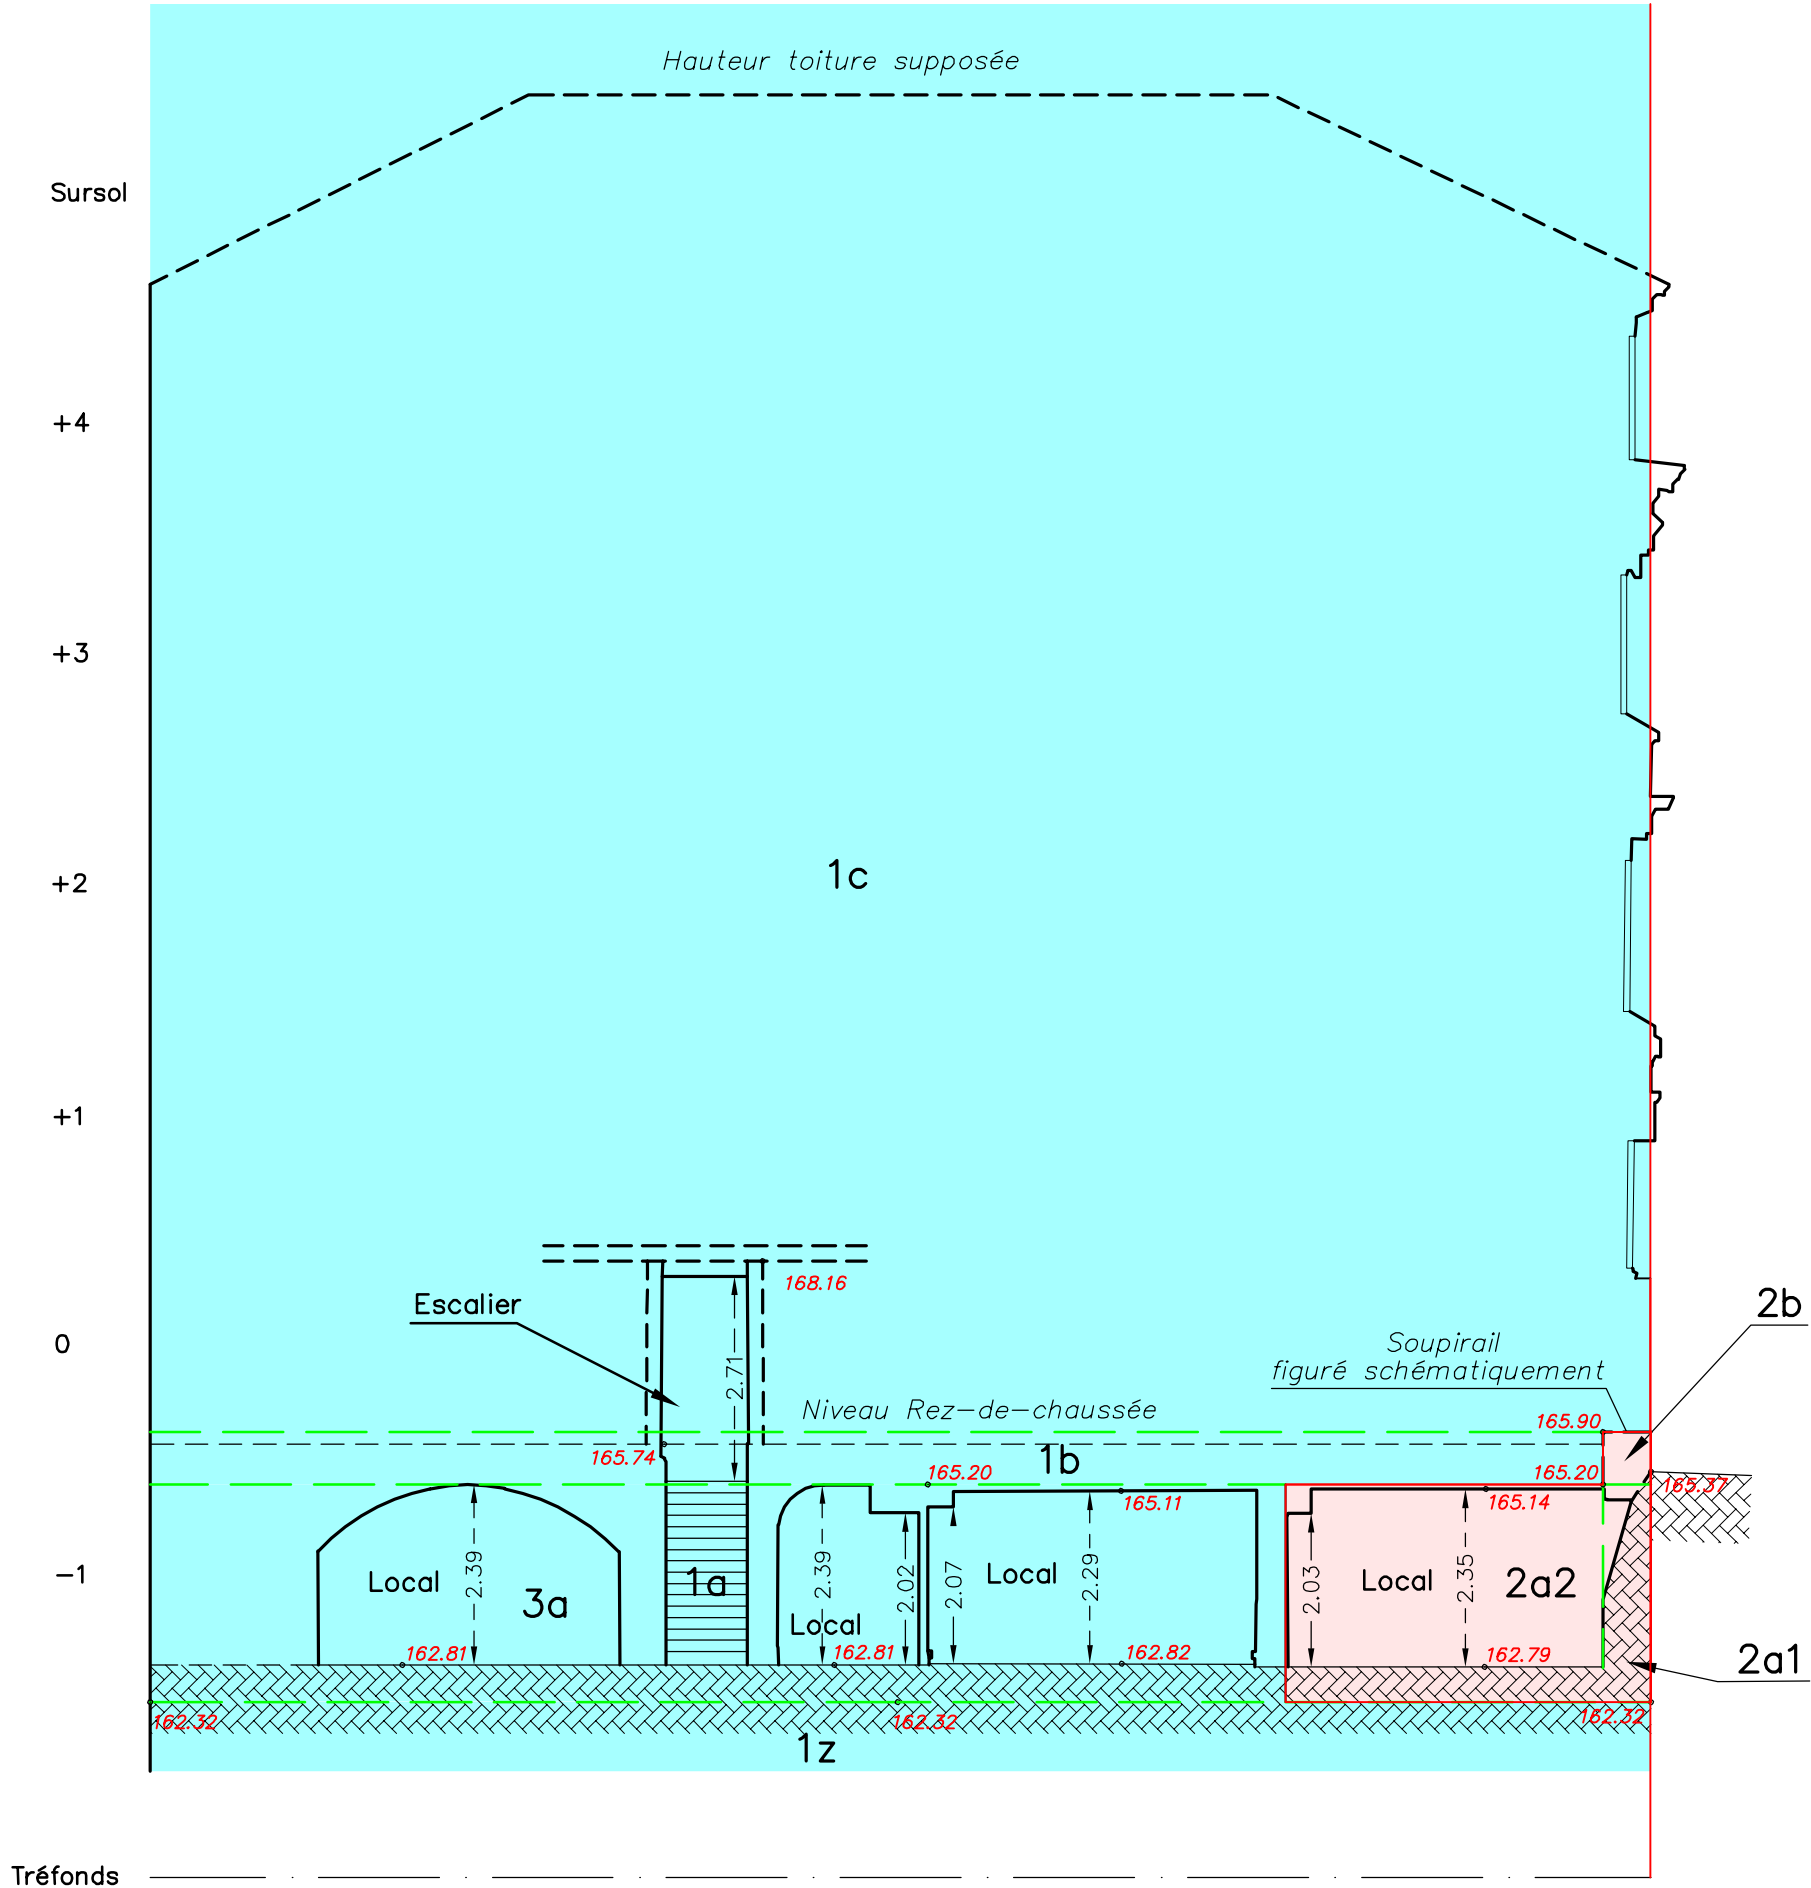 Hauteur toiture supposée
Sursol
+4
+3
+2
1c
+1
168.16
Escalier
2b
0
Soupirail
figuré schématiquement
2.71
Niveau Rez-de-chaussée
165.90
165.74
1b
165.20
165.20
165.37
165.11
165.14
-1
Local
2.39
3a
1a
2.39
2.02
2.07
Local
2.29
2.03
Local
2.35
2a2
Local
162.81
162.81
162.82
162.79
2a1
162.32
162.32
162.32
1z
Tréfonds